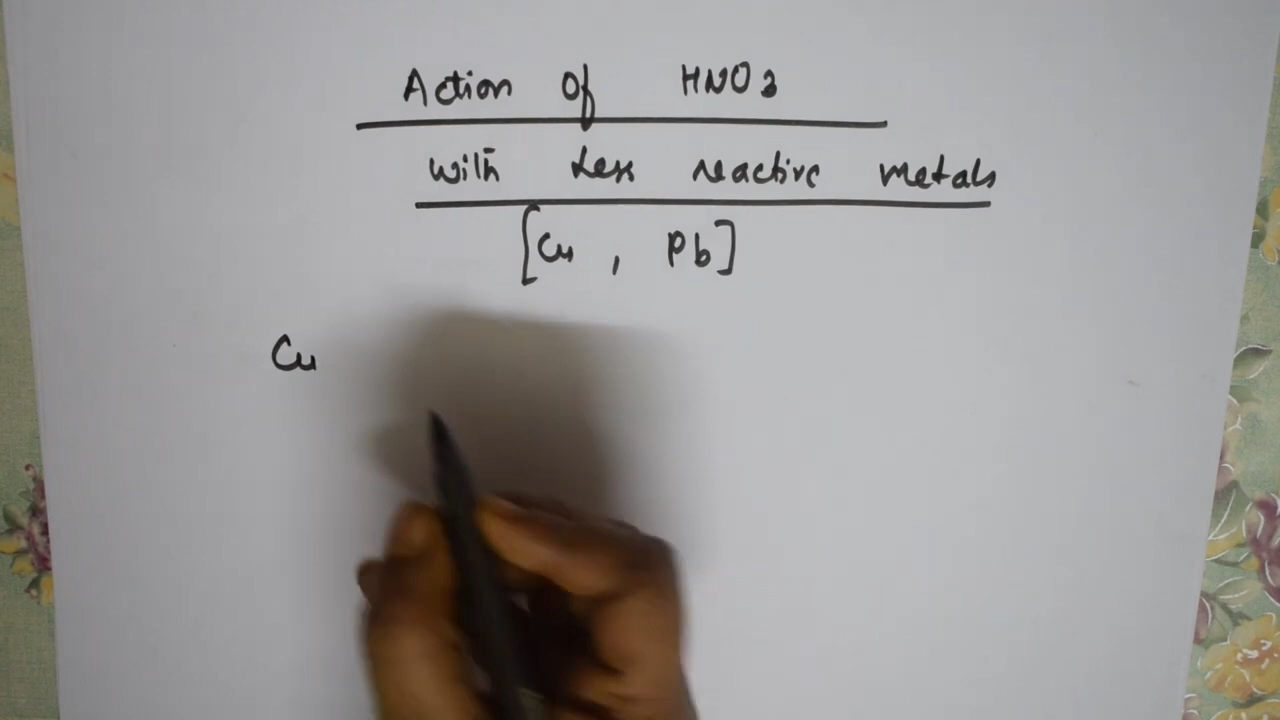 Action Of HNO3
With Less reactive metals
[Cu , Pb]
Cu